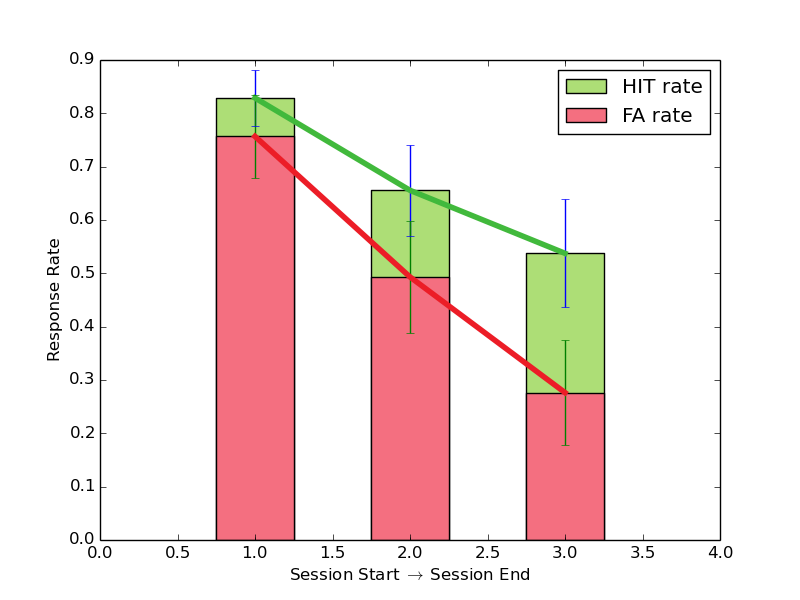 0.9
0.8
0.7
0.6
0.5
0.4
0.3
0.2
0.1
0.0
Response Rate
HIT rate
FA rate
0.0 0.5 1.0 1.5 2.0 2.5 3.0 3.5 4.0
Session Start → Session End